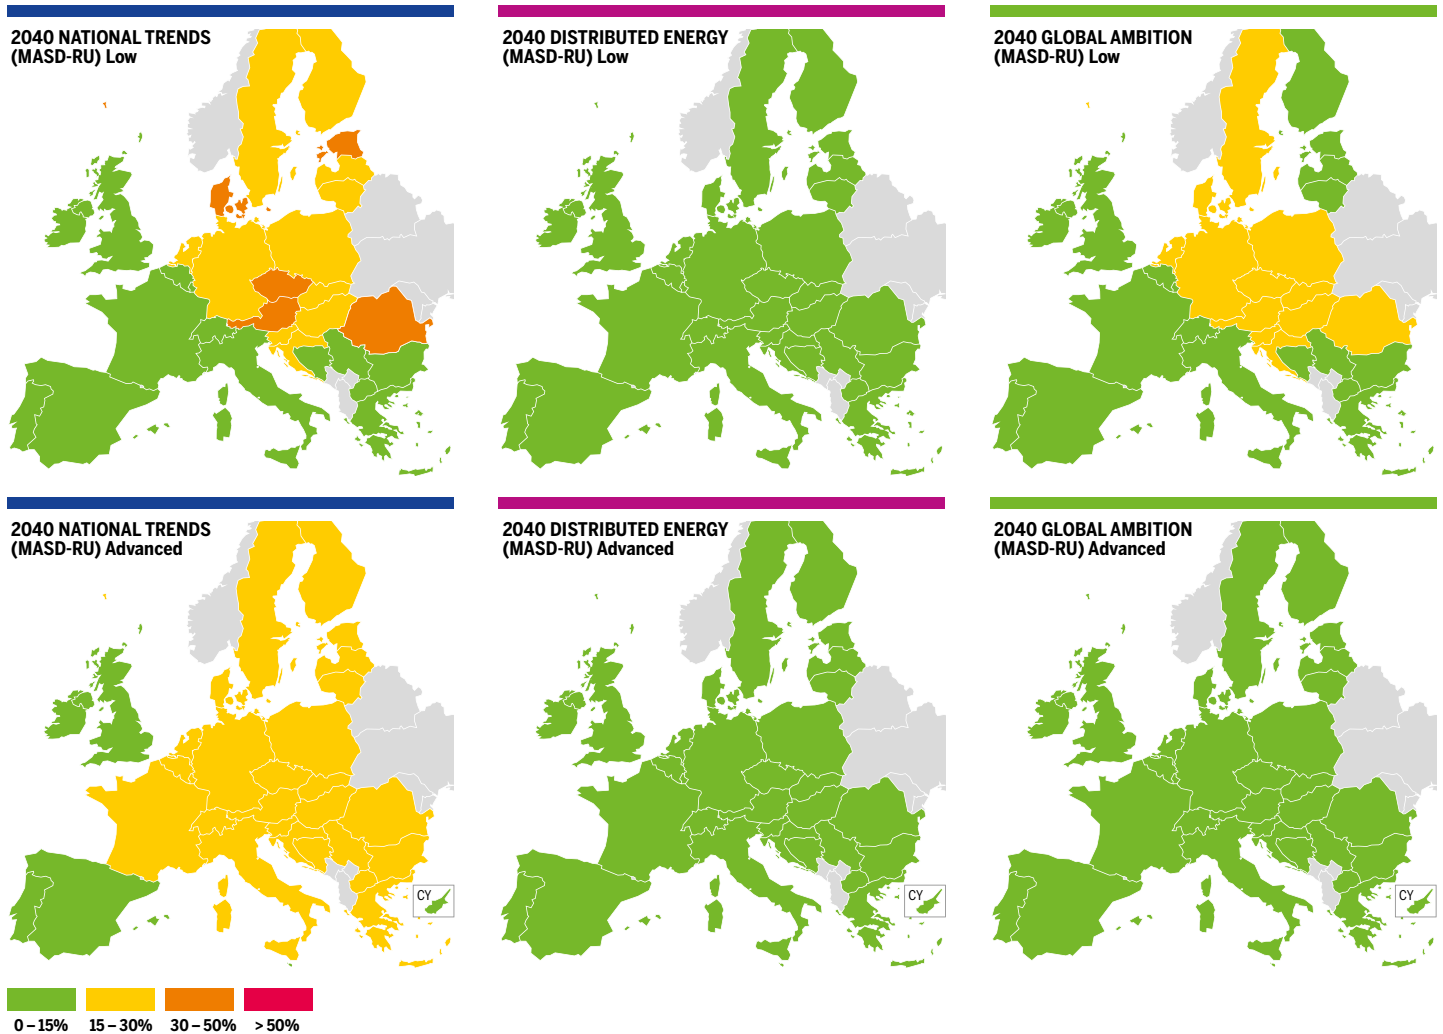 2040 NATIONAL TRENDS
(MASD-RU) Low
2040 DISTRIBUTED ENERGY
(MASD-RU) Low
2040 GLOBAL AMBITION
(MASD-RU) Low
2040 NATIONAL TRENDS
(MASD-RU) Advanced
2040 DISTRIBUTED ENERGY
(MASD-RU) Advanced
2040 GLOBAL AMBITION
(MASD-RU) Advanced
CY
CY
CY
0 – 15%
15 – 30%
30 – 50%
> 50%